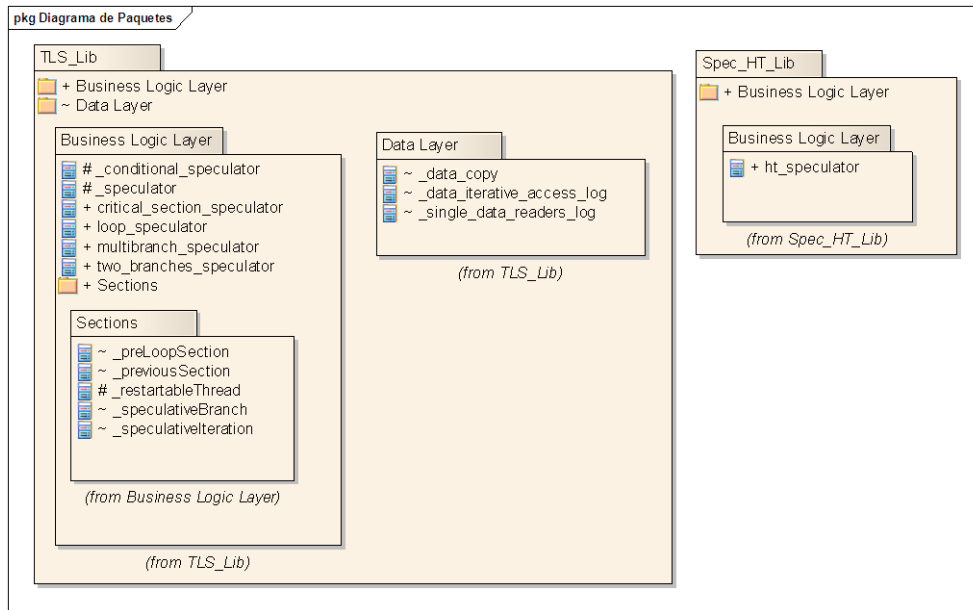 pkg Diagrama de Paquetes
TLS_Lib
+ Business Logic Layer
~ Data Layer
Business Logic Layer
# _conditional_speculator
# _speculator
+ critical_section_speculator
+ loop_speculator
+ multibranch_speculator
+ two_branches_speculator
+ Sections
Sections
~ _preLoopSection
~ _previousSection
# _restartableThread
~ _speculativeBranch
~ _speculativeIteration
(from Business Logic Layer)
(from TLS_Lib)
Data Layer
~ _data_copy
~ _data_iterative_access_log
~ _single_data_readers_log
(from TLS_Lib)
Spec_HT_Lib
+ Business Logic Layer
Business Logic Layer
+ ht_speculator
(from Spec_HT_Lib)